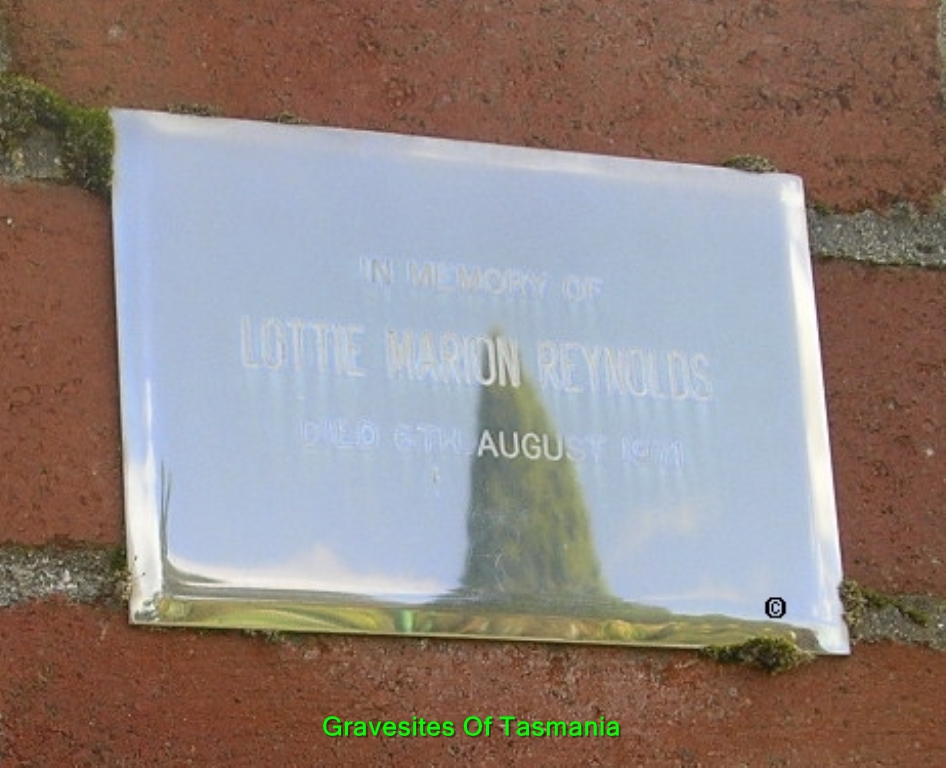 IN MEMORY OF
LOTTIE MARION REYNOLDS
DIED 6TH AUGUST
©
Gravesites Of Tasmania